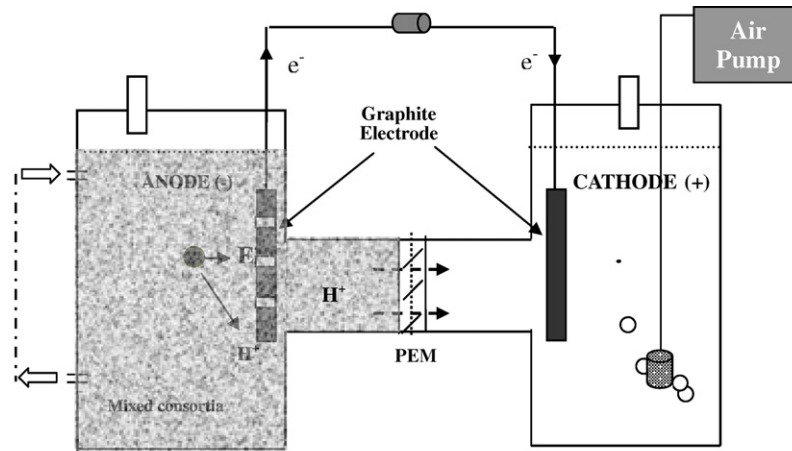 Air
Pump
e⁻
e⁻
Graphite
Electrode
ANODE (-)
CATHODE (+)
E
H⁺
H⁺
PEM
Mixed consortia